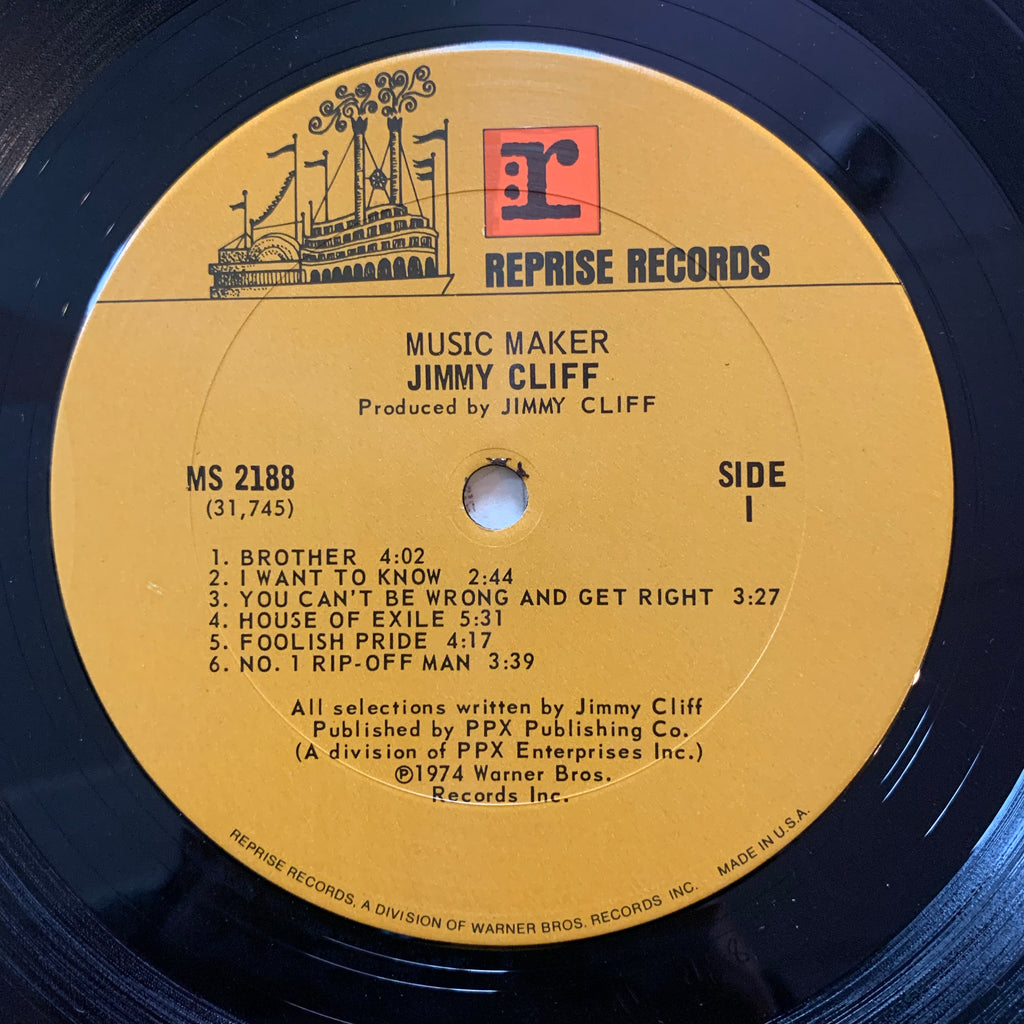 :r
REPRISE RECORDS
MUSIC MAKER
JIMMY CLIFF
Produced by JIMMY CLIFF
MS 2188
(31,745)
SIDE
1
1. BROTHER 4:02
2. I WANT TO KNOW 2:44
3. YOU CAN'T BE WRONG AND GET RIGHT 3:27
4. HOUSE OF EXILE 5:31
5. FOOLISH PRIDE 4:17
6. NO. 1 RIP-OFF MAN 3:39
All selections written by Jimmy Cliff
Published by PPX Publishing Co.
(A division of PPX Enterprises Inc.)
℗1974 Warner Bros.
Records Inc.
REPRISE RECORDS, A DIVISION OF WARNER BROS. RECORDS INC. MADE IN U.S.A.